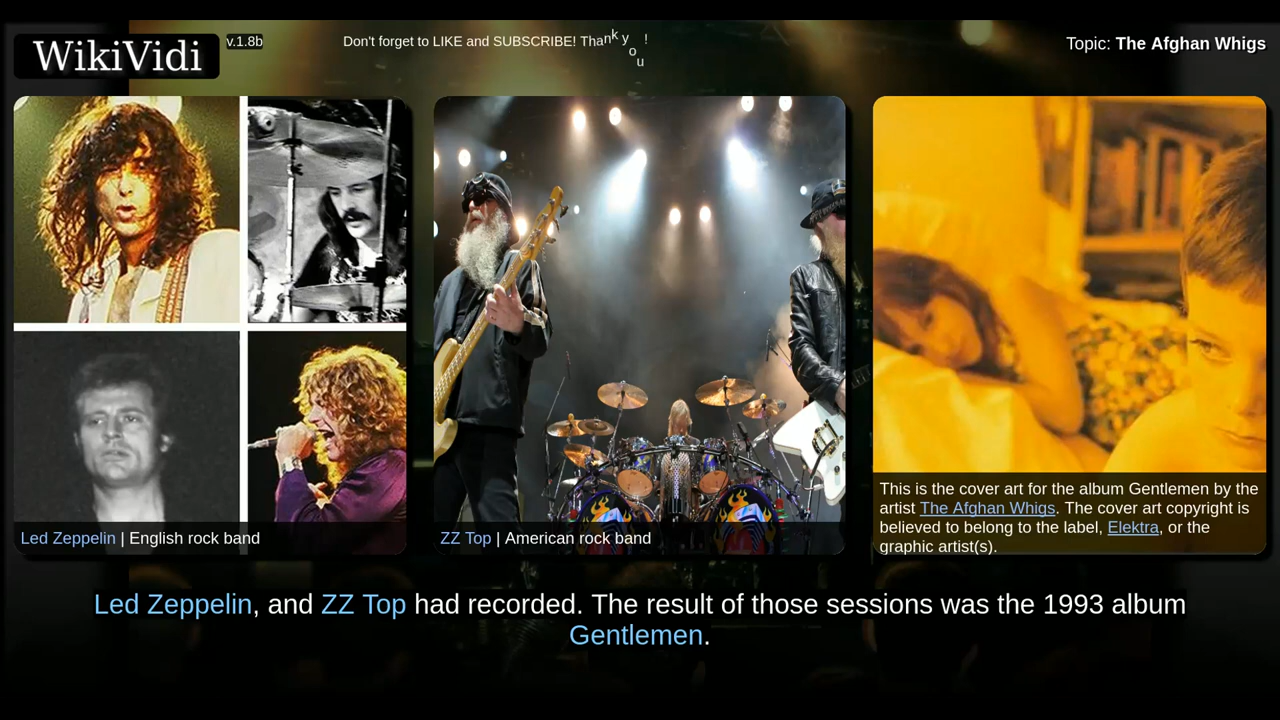 WikiVidi
v.1.8b
Don't forget to LIKE and SUBSCRIBE! Thank you!
Topic: The Afghan Whigs
Led Zeppelin | English rock band
ZZ Top | American rock band
This is the cover art for the album Gentlemen by the
artist The Afghan Whigs. The cover art copyright is
believed to belong to the label, Elektra, or the
graphic artist(s).
Led Zeppelin, and ZZ Top had recorded. The result of those sessions was the 1993 album
Gentlemen.